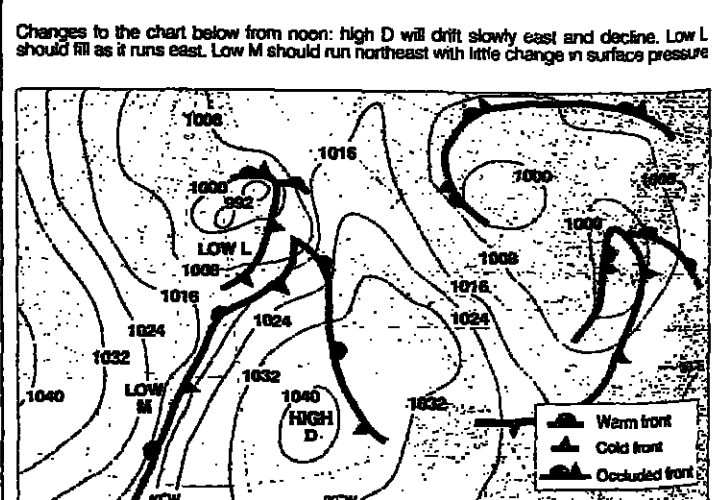 Changes to the chart below from noon: high D will drift slowly east and decline. Low L
should fill as it runs east. Low M should run northeast with little change in surface pressure
1008
1016
1000
1000
992
1008
LOW L
1008
1008
1016
1016
1024
1024
1024
1032
1032
1040
LOW
M
1040
HIGH
D
1032
Warm front
Cold front
Occluded front